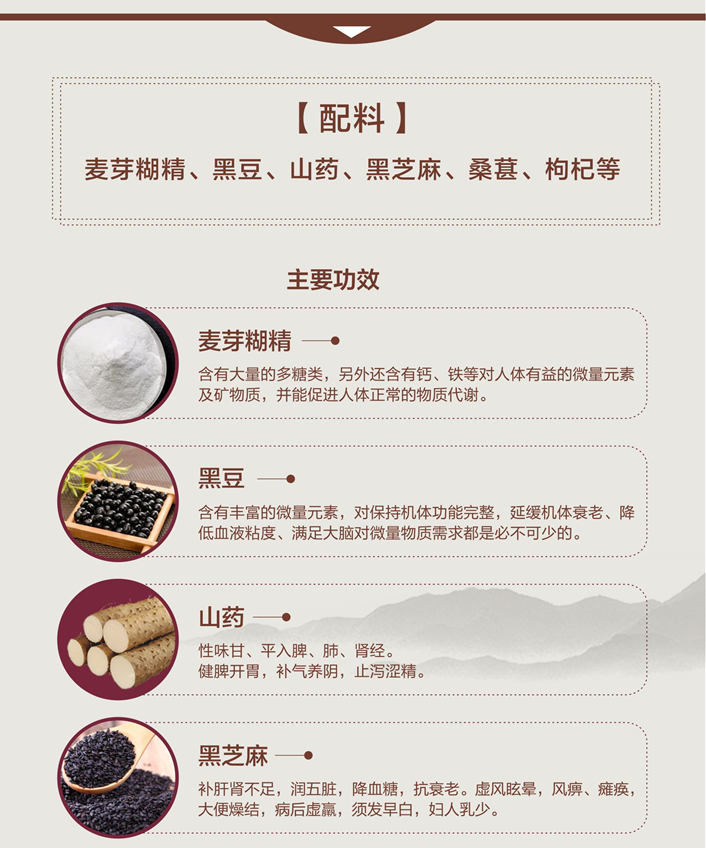 【配料】
麦芽糊精、黑豆、山药、黑芝麻、桑葚、枸杞等
主要功效
麦芽糊精
含有大量的多糖类，另外还含有钙、铁等对人体有益的微量元素
及矿物质，并能促进人体正常的物质代谢。
黑豆
含有丰富的微量元素，对保持机体功能完整，延缓机体衰老、降
低血液粘度、满足大脑对微量物质需求都是必不可少的。
山药
性味甘、平入脾、肺、肾经。
健脾开胃，补气养阴，止泻涩精。
黑芝麻
补肝肾不足，润五脏，降血糖，抗衰老。虚风眩晕，风痹、瘫痪，
大便燥结，病后虚羸，须发早白，妇人乳少。